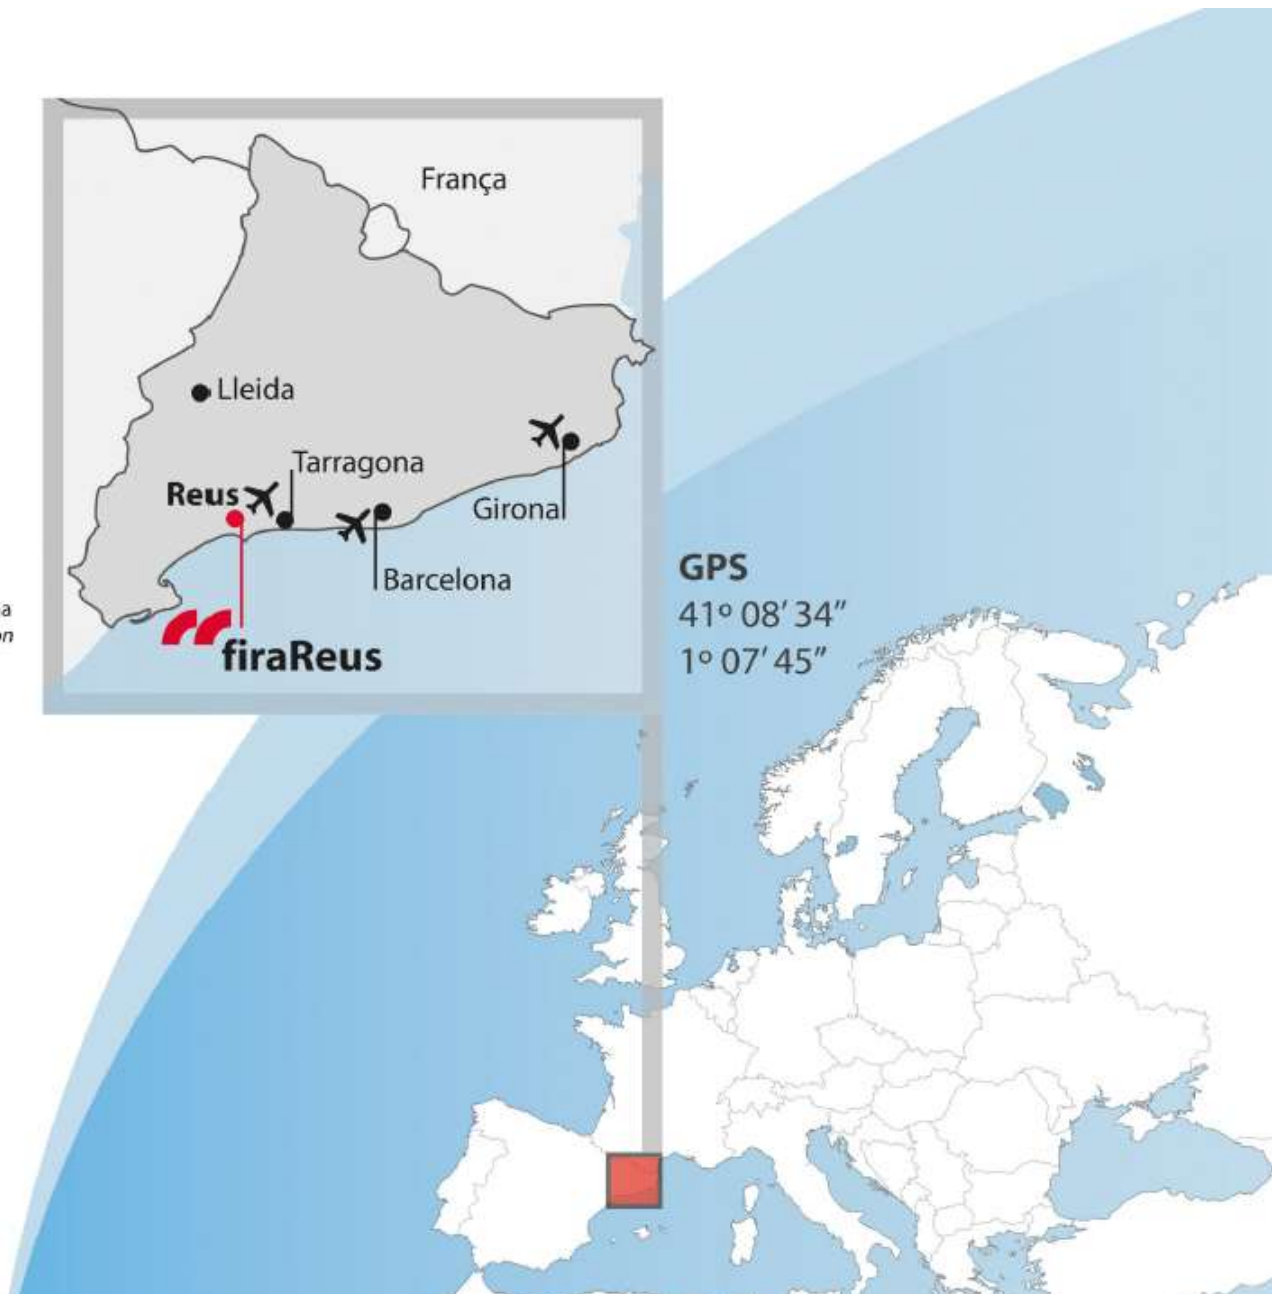 França
Lleida
Tarragona
Reus
Girona
Barcelona
firaReus
GPS
41º 08’ 34”
1º 07’ 45”